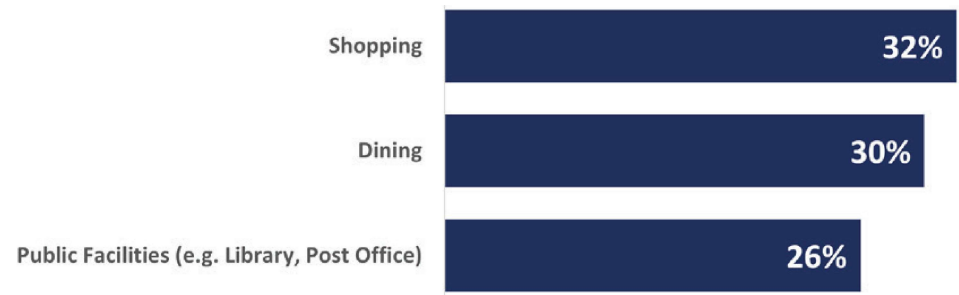 Shopping 32%
Dining 30%
Public Facilities (e.g. Library, Post Office) 26%